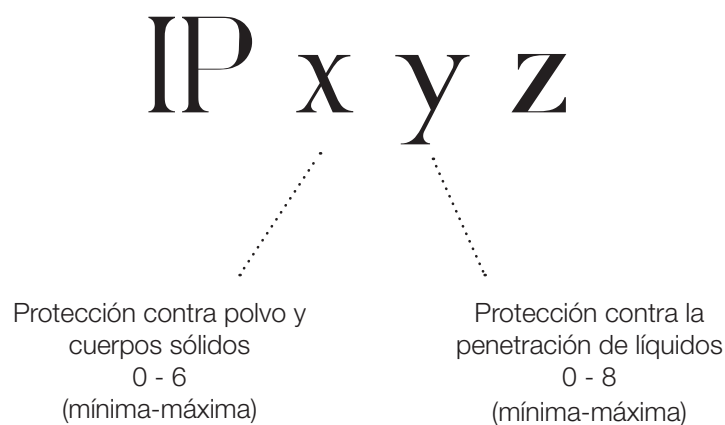 IP x y z
Protección contra polvo y
cuerpos sólidos
0 - 6
(mínima-máxima)
Protección contra la
penetración de líquidos
0 - 8
(mínima-máxima)